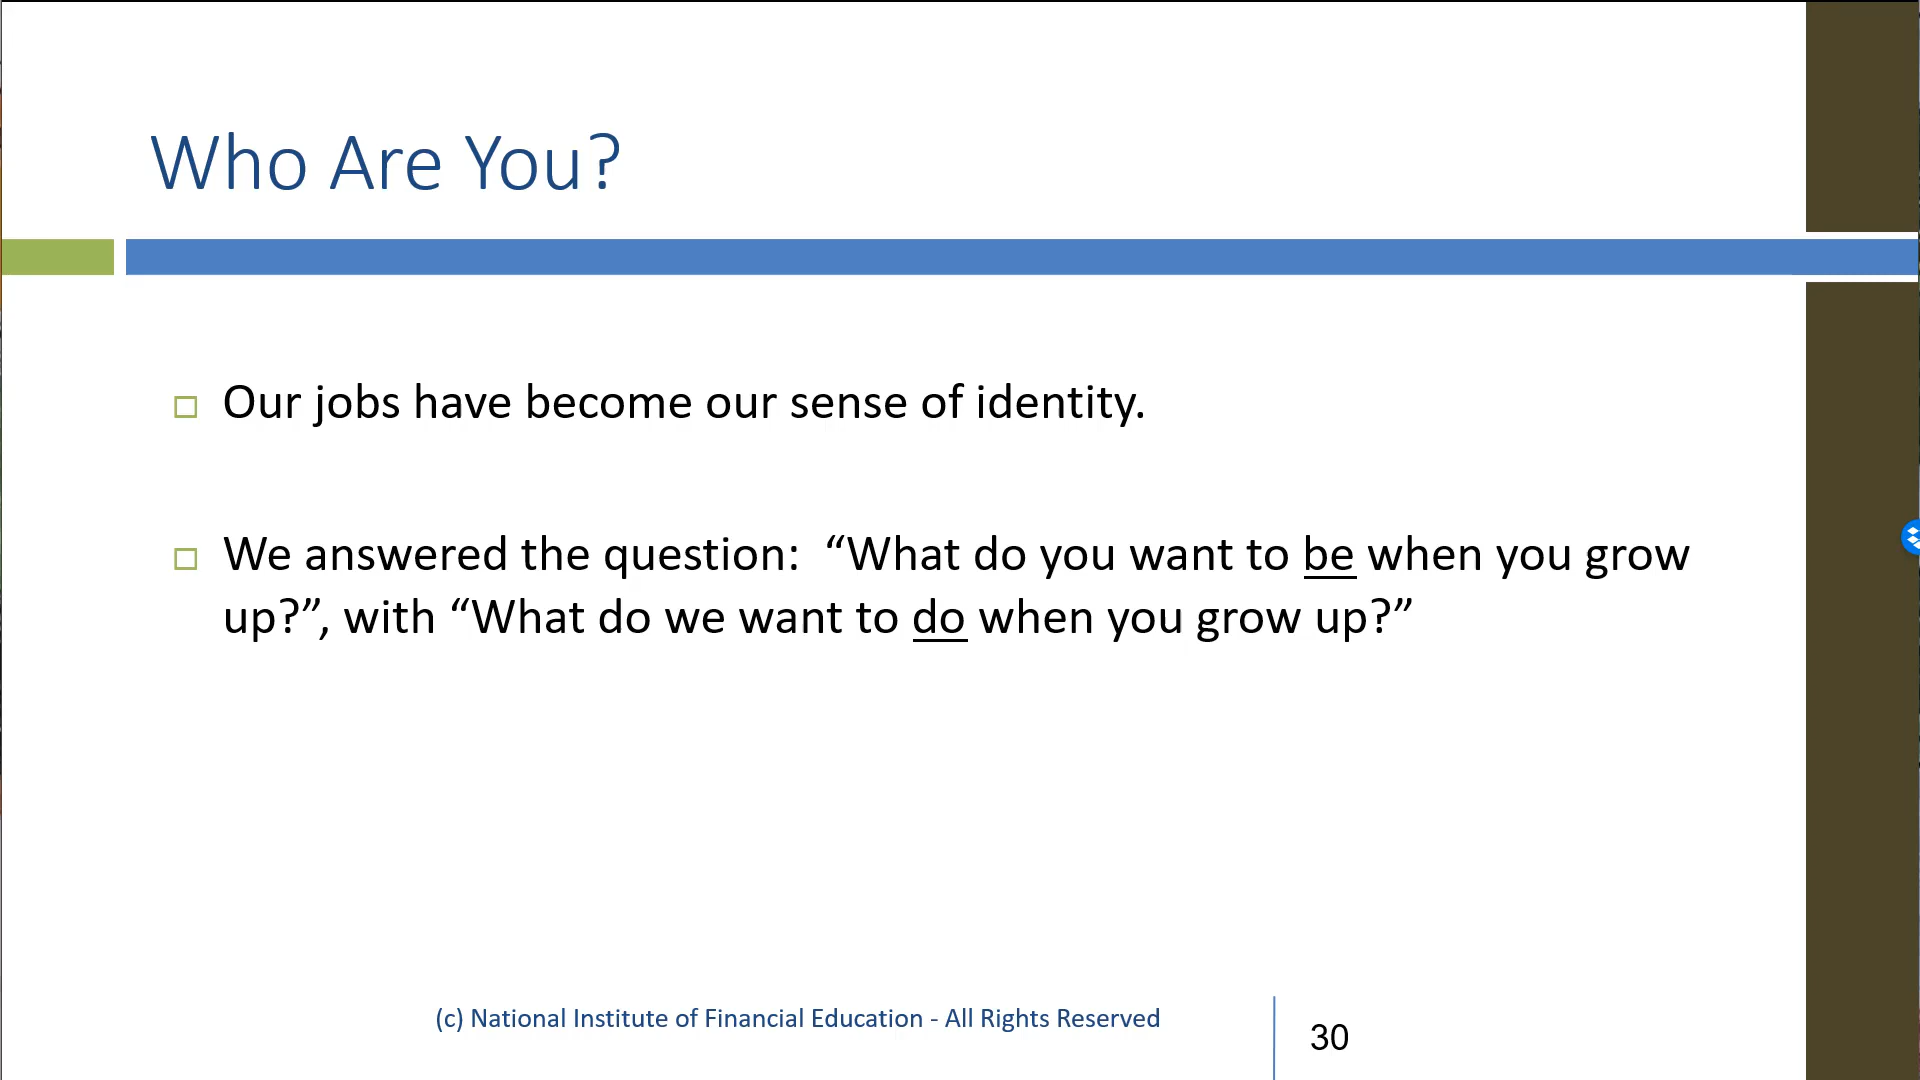 Who Are You?
Our jobs have become our sense of identity.
We answered the question:  “What do you want to be when you grow
up?”, with “What do we want to do when you grow up?”
(c) National Institute of Financial Education - All Rights Reserved
30